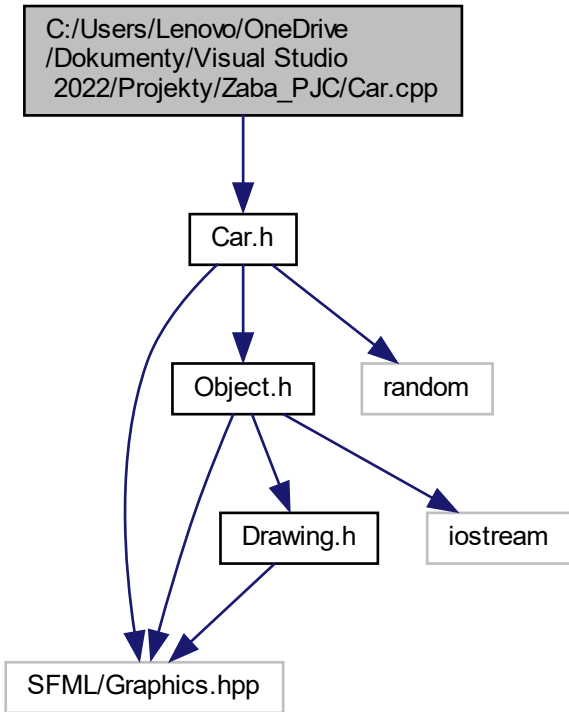 C:/Users/Lenovo/OneDrive
/Dokumenty/Visual Studio
2022/Projekty/Zaba_PJC/Car.cpp
Car.h
Object.h
random
Drawing.h
iostream
SFML/Graphics.hpp